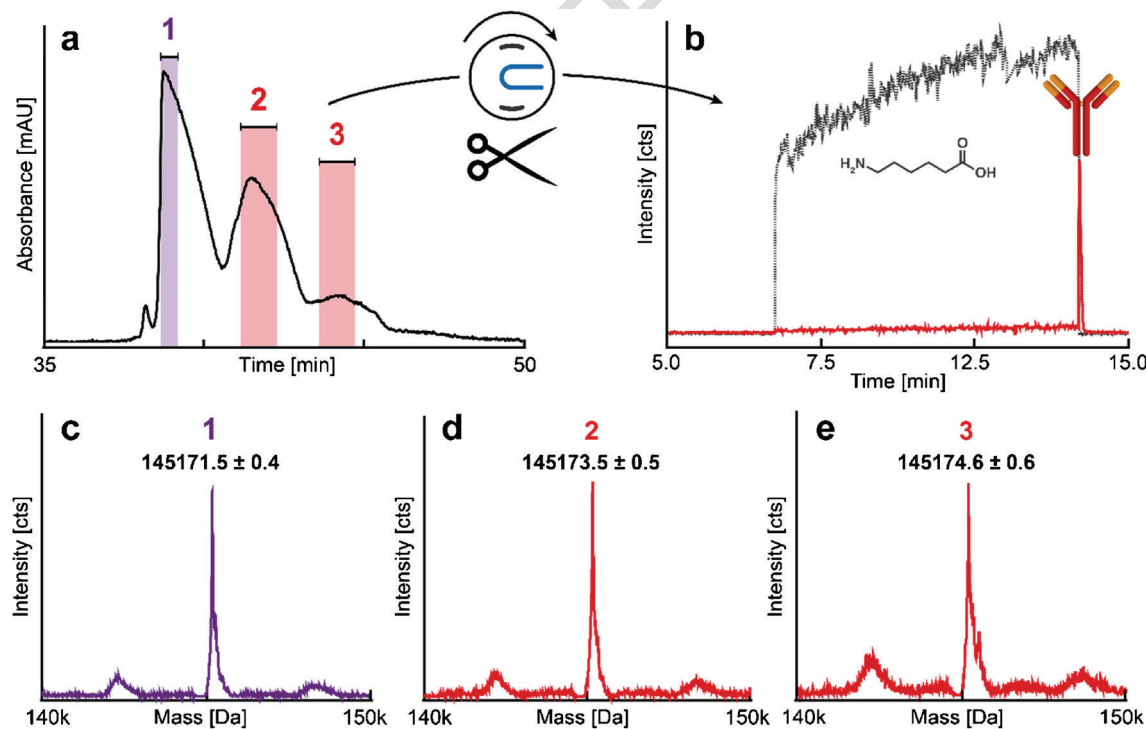 a
1
2
3
Absorbance [mAU]
35
Time [min]
50
b
Intensity [cts]
H₂N
O
OH
5.0
7.5
12.5
15.0
Time [min]
c
1
145171.5 ± 0.4
Intensity [cts]
140k
Mass [Da]
150k
d
2
145173.5 ± 0.5
Intensity [cts]
140k
Mass [Da]
150k
e
3
145174.6 ± 0.6
Intensity [cts]
140k
Mass [Da]
150k